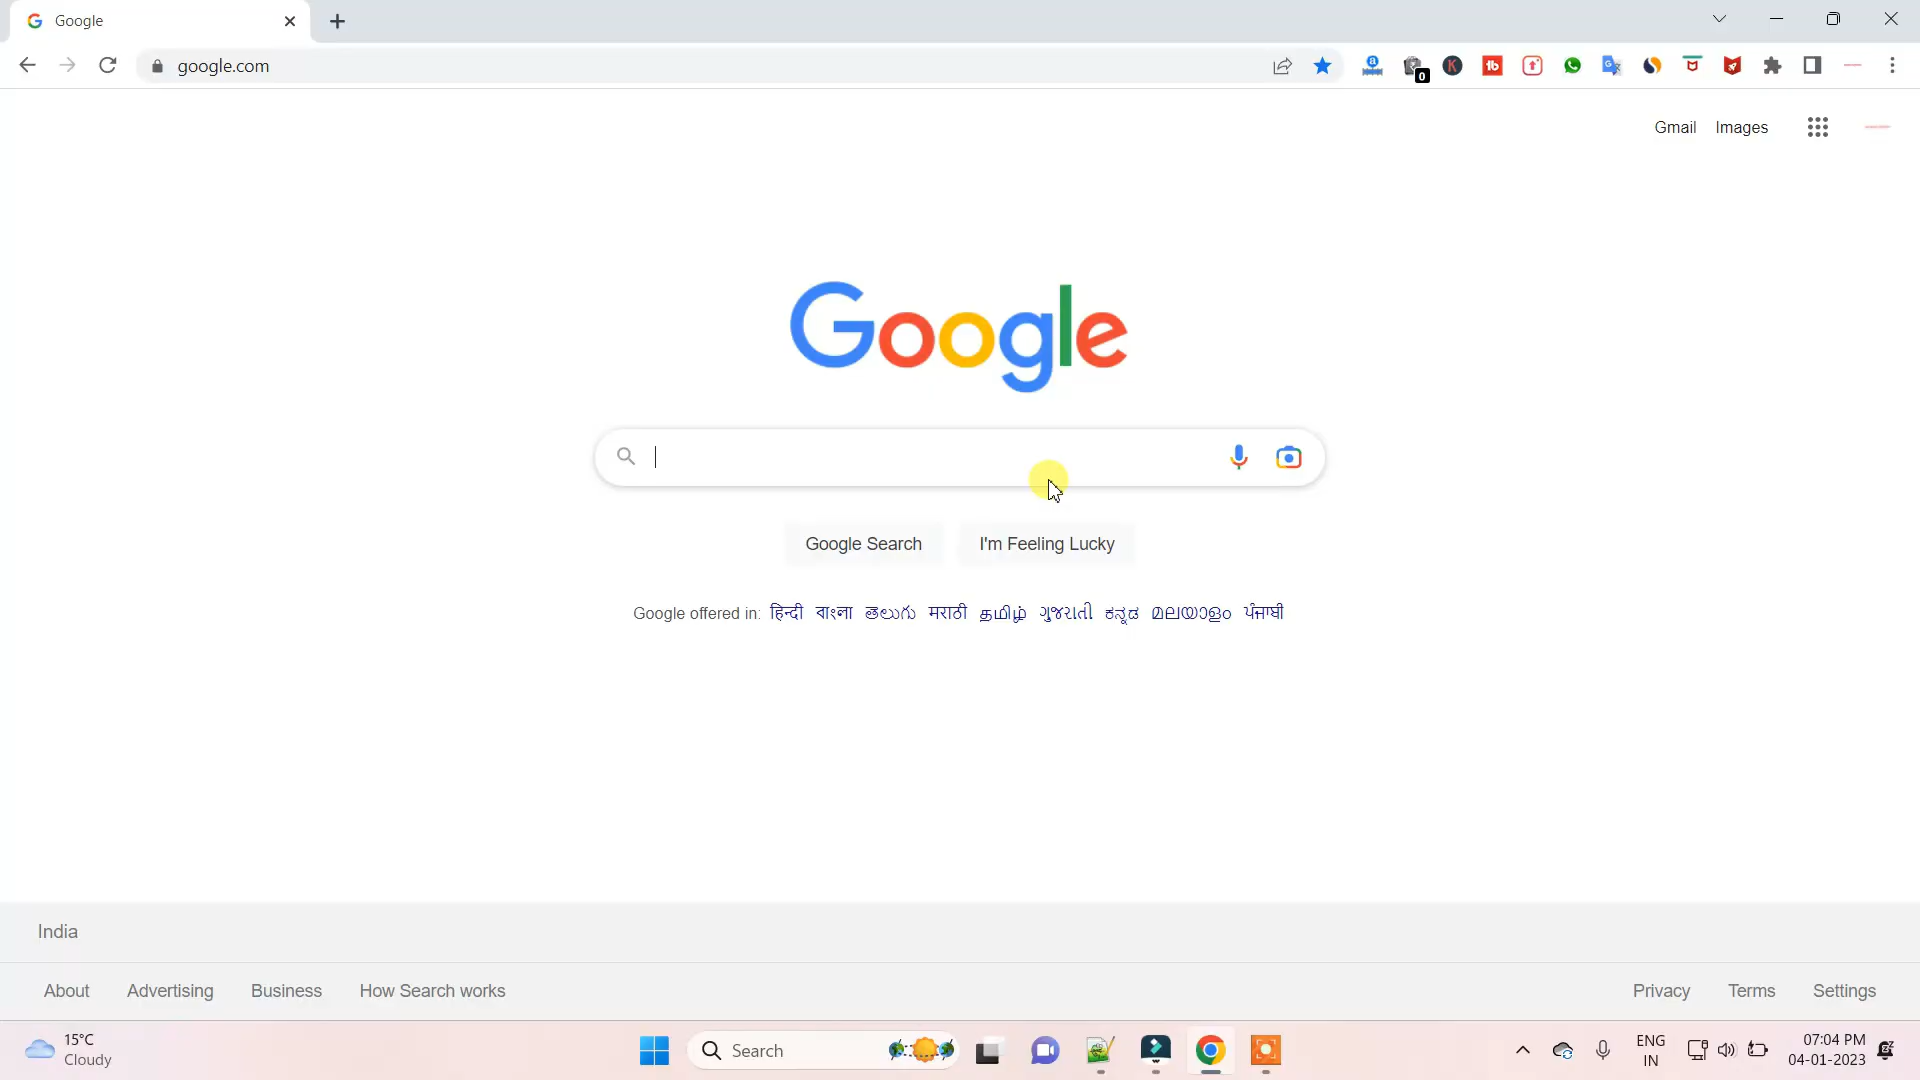 Google
google.com
0
Gmail Images
Google
Google Search I'm Feeling Lucky
Google offered in: हिन्दी বাংলা తెలుగు मराठी தமிழ் ગુજરાતી ಕನ್ನಡ മലയാളം ਪੰਜਾਬੀ
India
About Advertising Business How Search works Privacy Terms Settings
15°C
Cloudy
Search
ENG
IN
07:04 PM
04-01-2023